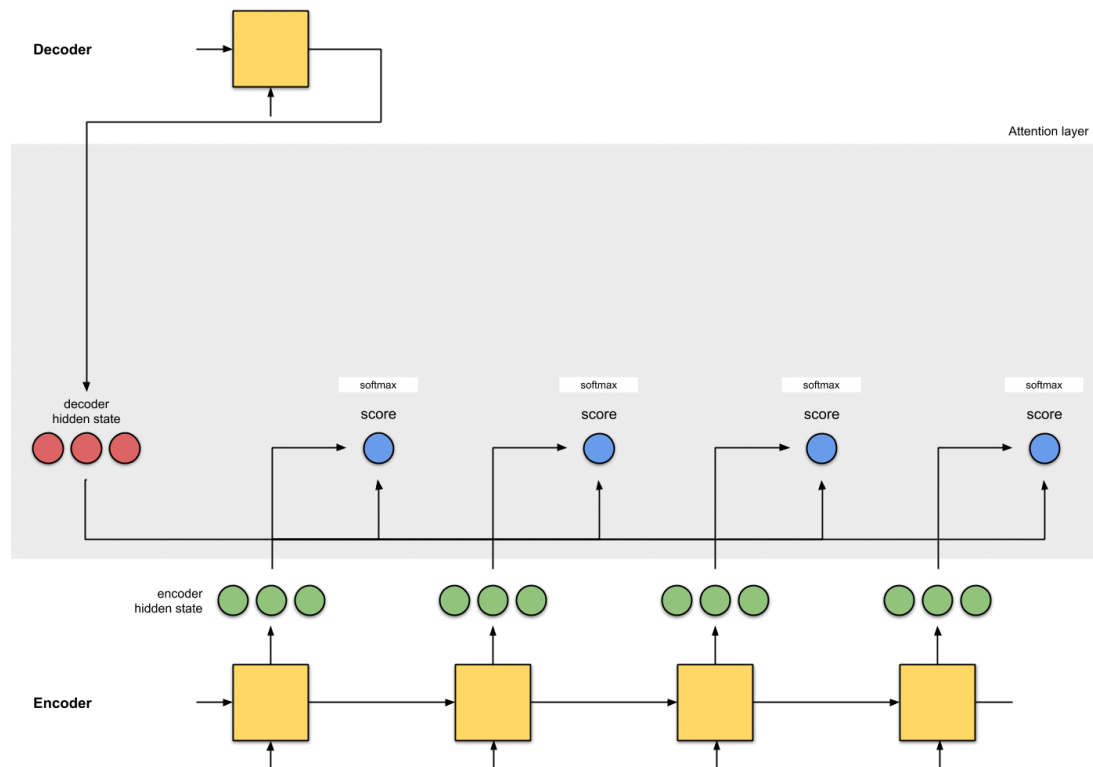 Decoder
Attention layer
softmax
softmax
softmax
softmax
decoder
hidden state
score
score
score
score
encoder
hidden state
Encoder